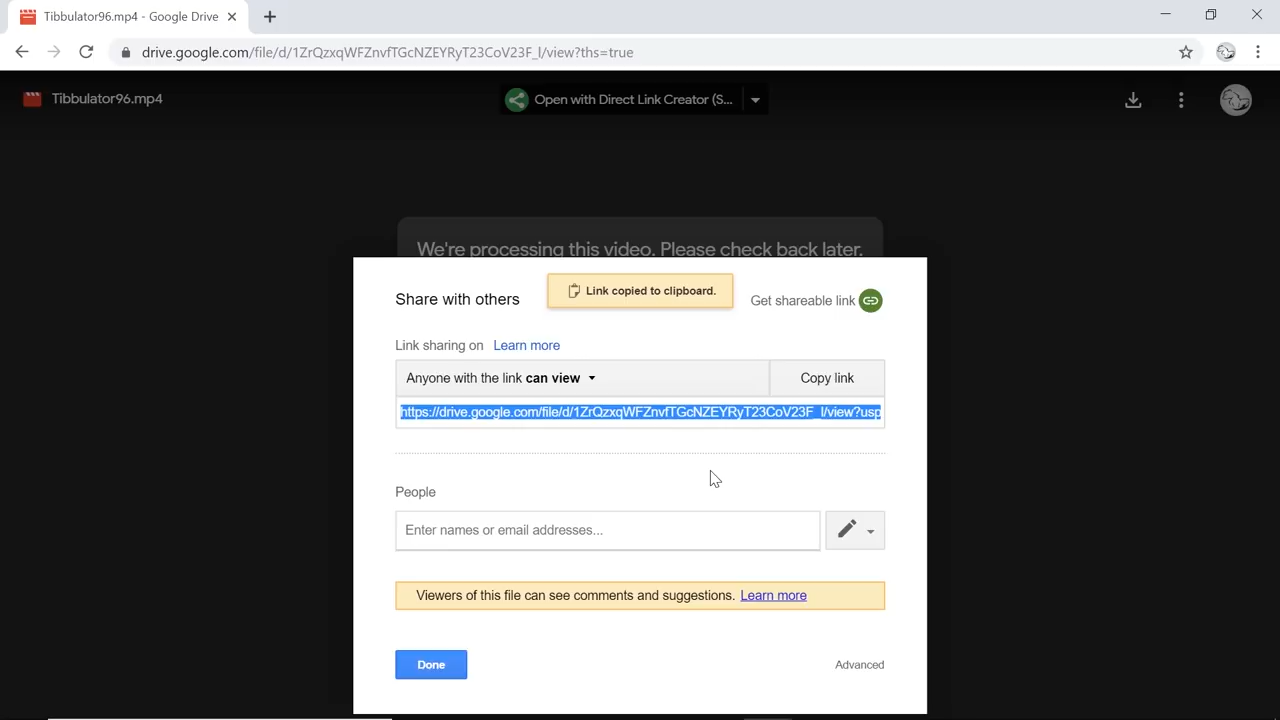 Tibbulator96.mp4 - Google Drive
drive.google.com/file/d/1ZrQzxqWFZnvfTGcNZEYRyT23CoV23F_l/view?ths=true
Tibbulator96.mp4
Open with Direct Link Creator (S...
We're processing this video. Please check back later.
Share with others
Link copied to clipboard.
Get shareable link
Link sharing on Learn more
Anyone with the link can view
Copy link
https://drive.google.com/file/d/1ZrQzxqWFZnvfTGcNZEYRyT23CoV23F_l/view?usp
People
Enter names or email addresses...
Viewers of this file can see comments and suggestions. Learn more
Done
Advanced